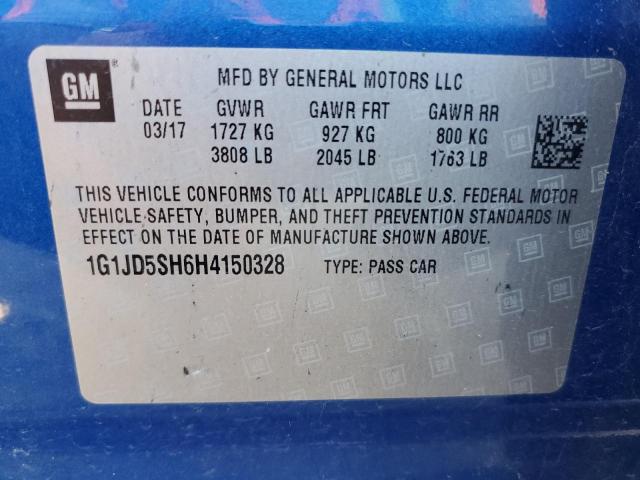 GM ® MFD BY GENERAL MOTORS LLC
DATE GVWR GAWR FRT GAWR RR
03/17 1727 KG 927 KG 800 KG
3808 LB 2045 LB 1763 LB
THIS VEHICLE CONFORMS TO ALL APPLICABLE U.S. FEDERAL MOTOR
VEHICLE SAFETY, BUMPER, AND THEFT PREVENTION STANDARDS IN
EFFECT ON THE DATE OF MANUFACTURE SHOWN ABOVE.
1G1JD5SH6H4150328 TYPE: PASS CAR